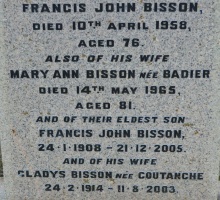 FRANCIS JOHN BISSON,
DIED 10TH APRIL 1958,
AGED 76.
ALSO OF HIS WIFE
MARY ANN BISSON NÉE BADIER
DIED 14TH MAY 1965,
AGED 81.
AND OF THEIR ELDEST SON
FRANCIS JOHN BISSON,
24·1·1908 - 21·12·2005.
AND OF HIS WIFE
GLADYS BISSON NÉE COUTANCHE
24·2·1914 - 11·8·2003.